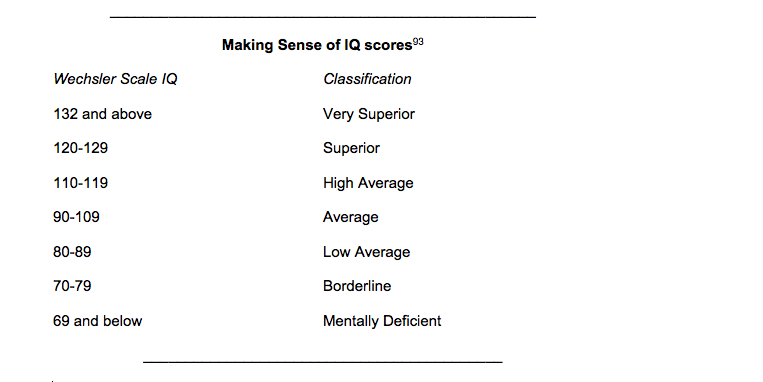 Making Sense of IQ scores93
Wechsler Scale IQ Classification
132 and above Very Superior
120-129 Superior
110-119 High Average
90-109 Average
80-89 Low Average
70-79 Borderline
69 and below Mentally Deficient